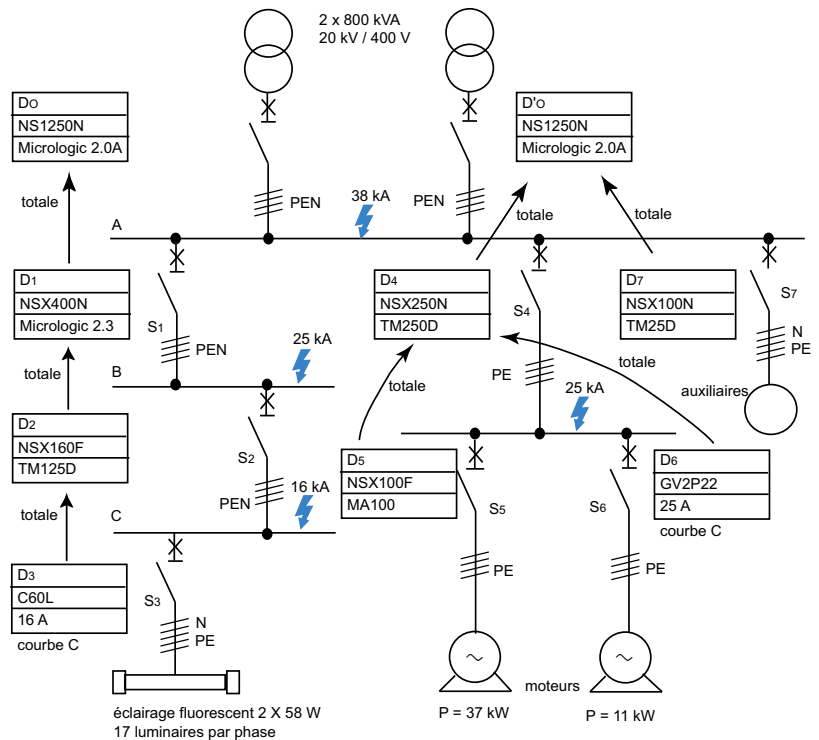 2 x 800 kVA
20 kV / 400 V
Do
NS1250N
Micrologic 2.0A
D'o
NS1250N
Micrologic 2.0A
totale
PEN
38 kA
PEN
totale
totale
A
D1
NSX400N
Micrologic 2.3
S1
PEN
D4
NSX250N
TM250D
S4
D7
NSX100N
TM25D
S7
N
PE
25 kA
totale
B
totale
PE
totale
25 kA
auxiliaires
D2
NSX160F
TM125D
S2
PEN
16 kA
D5
NSX100F
MA100
S5
S6
D6
GV2P22
25 A
courbe C
totale
C
D3
C60L
16 A
courbe C
S3
N
PE
PE
PE
~
~
moteurs
éclairage fluorescent 2 X 58 W
17 luminaires par phase
P = 37 kW
P = 11 kW